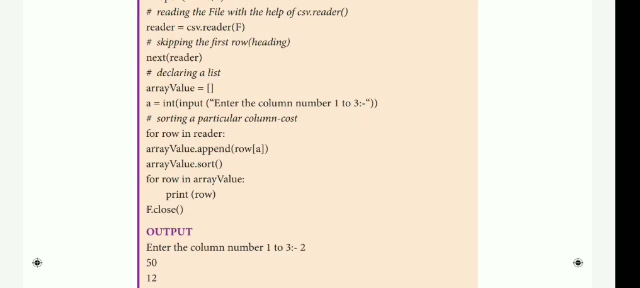 # reading the File with the help of csv.reader()
reader = csv.reader(F)
# skipping the first row(heading)
next(reader)
# declaring a list
arrayValue = []
a = int(input (“Enter the column number 1 to 3:-“))
# sorting a particular column-cost
for row in reader:
arrayValue.append(row[a])
arrayValue.sort()
for row in arrayValue:
print (row)
F.close()
OUTPUT
Enter the column number 1 to 3:- 2
50
12